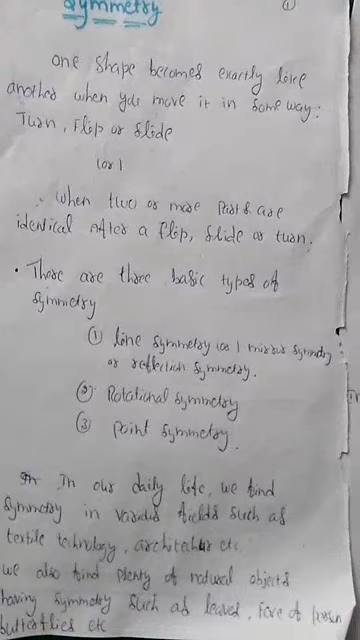 Symmetry
①
One shape becomes exactly like
another when you move it in some way:
Turn, Flip or Slide
(or)
When two or more Parts are
identical After a Flip, Slide or turn.
• There are three basic types of
symmetry
① Line symmetry (or) mirror symmetry
or reflection symmetry.
② Rotational symmetry
③ point symmetry.
In our daily life, we find
symmetry in various fields such as
textile technology, architecture etc.
we also find plenty of natural objects
having symmetry such as leaves, Face of person
butterflies etc